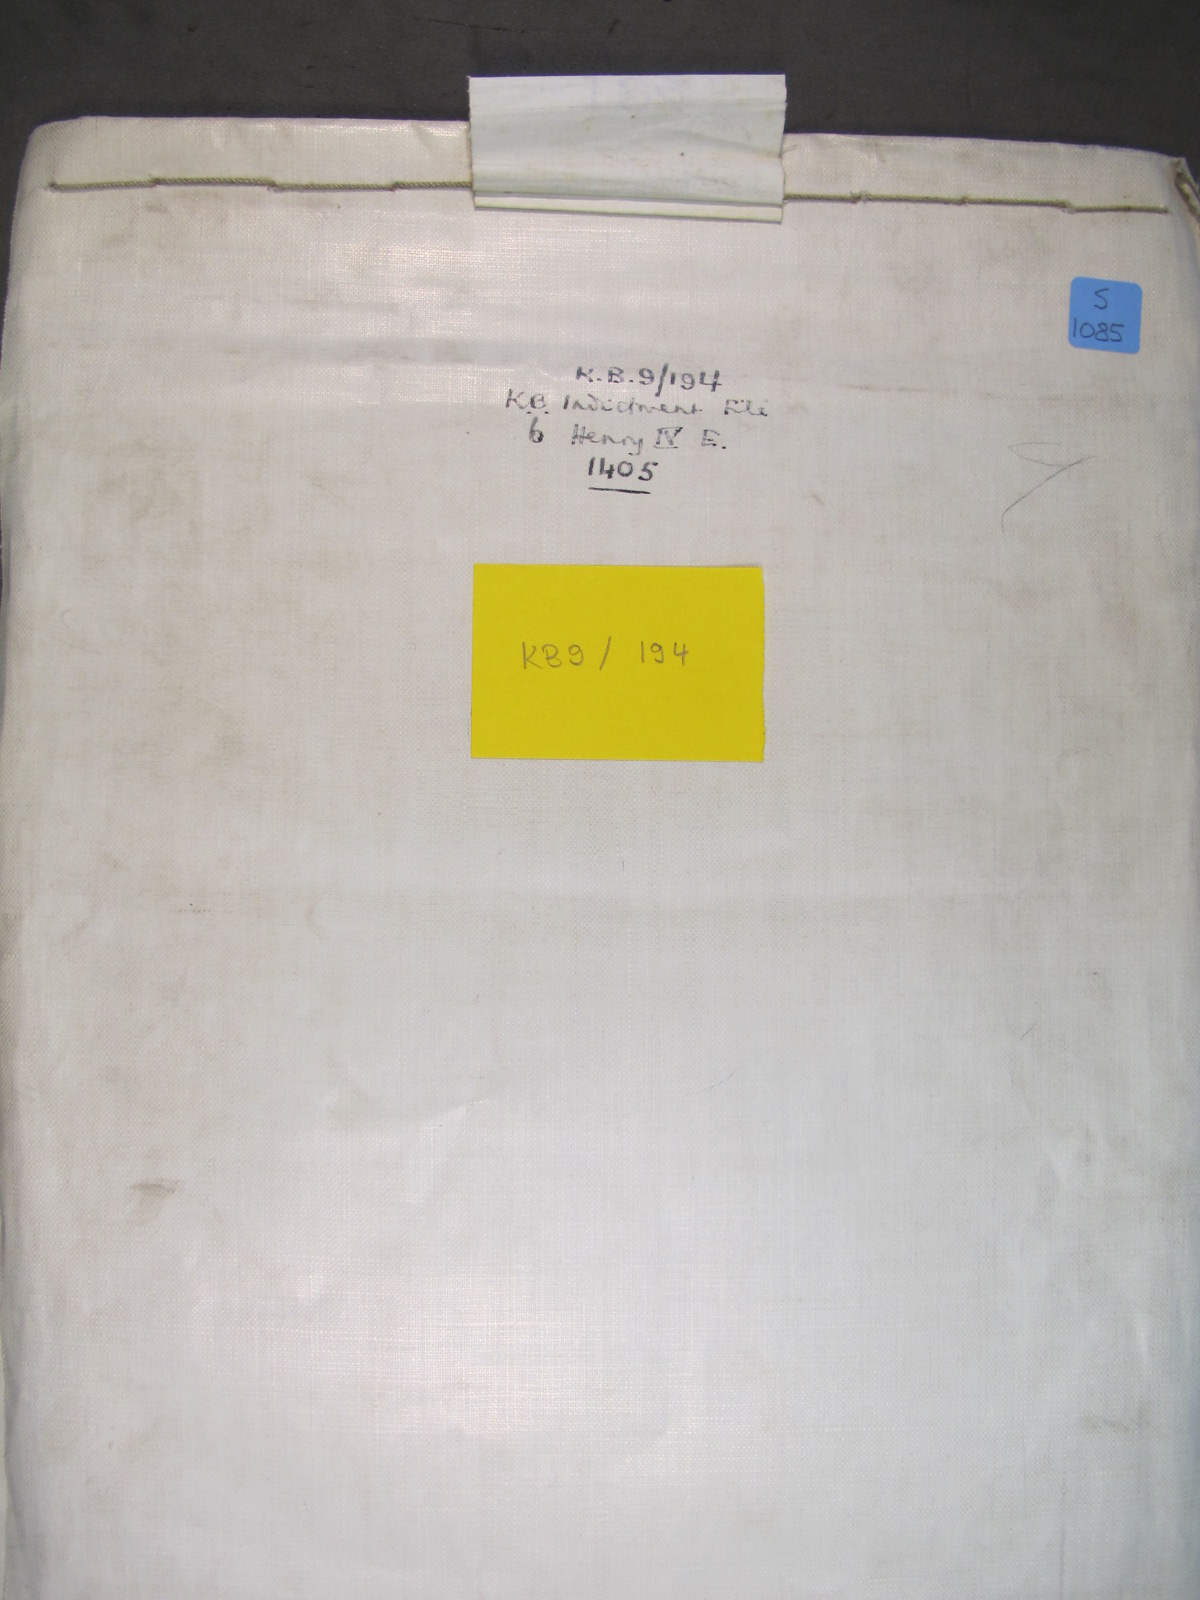 S
1085
K.B.9/194
K.B. Indictment File
6 Henry IV E.
1405
KB9 / 194